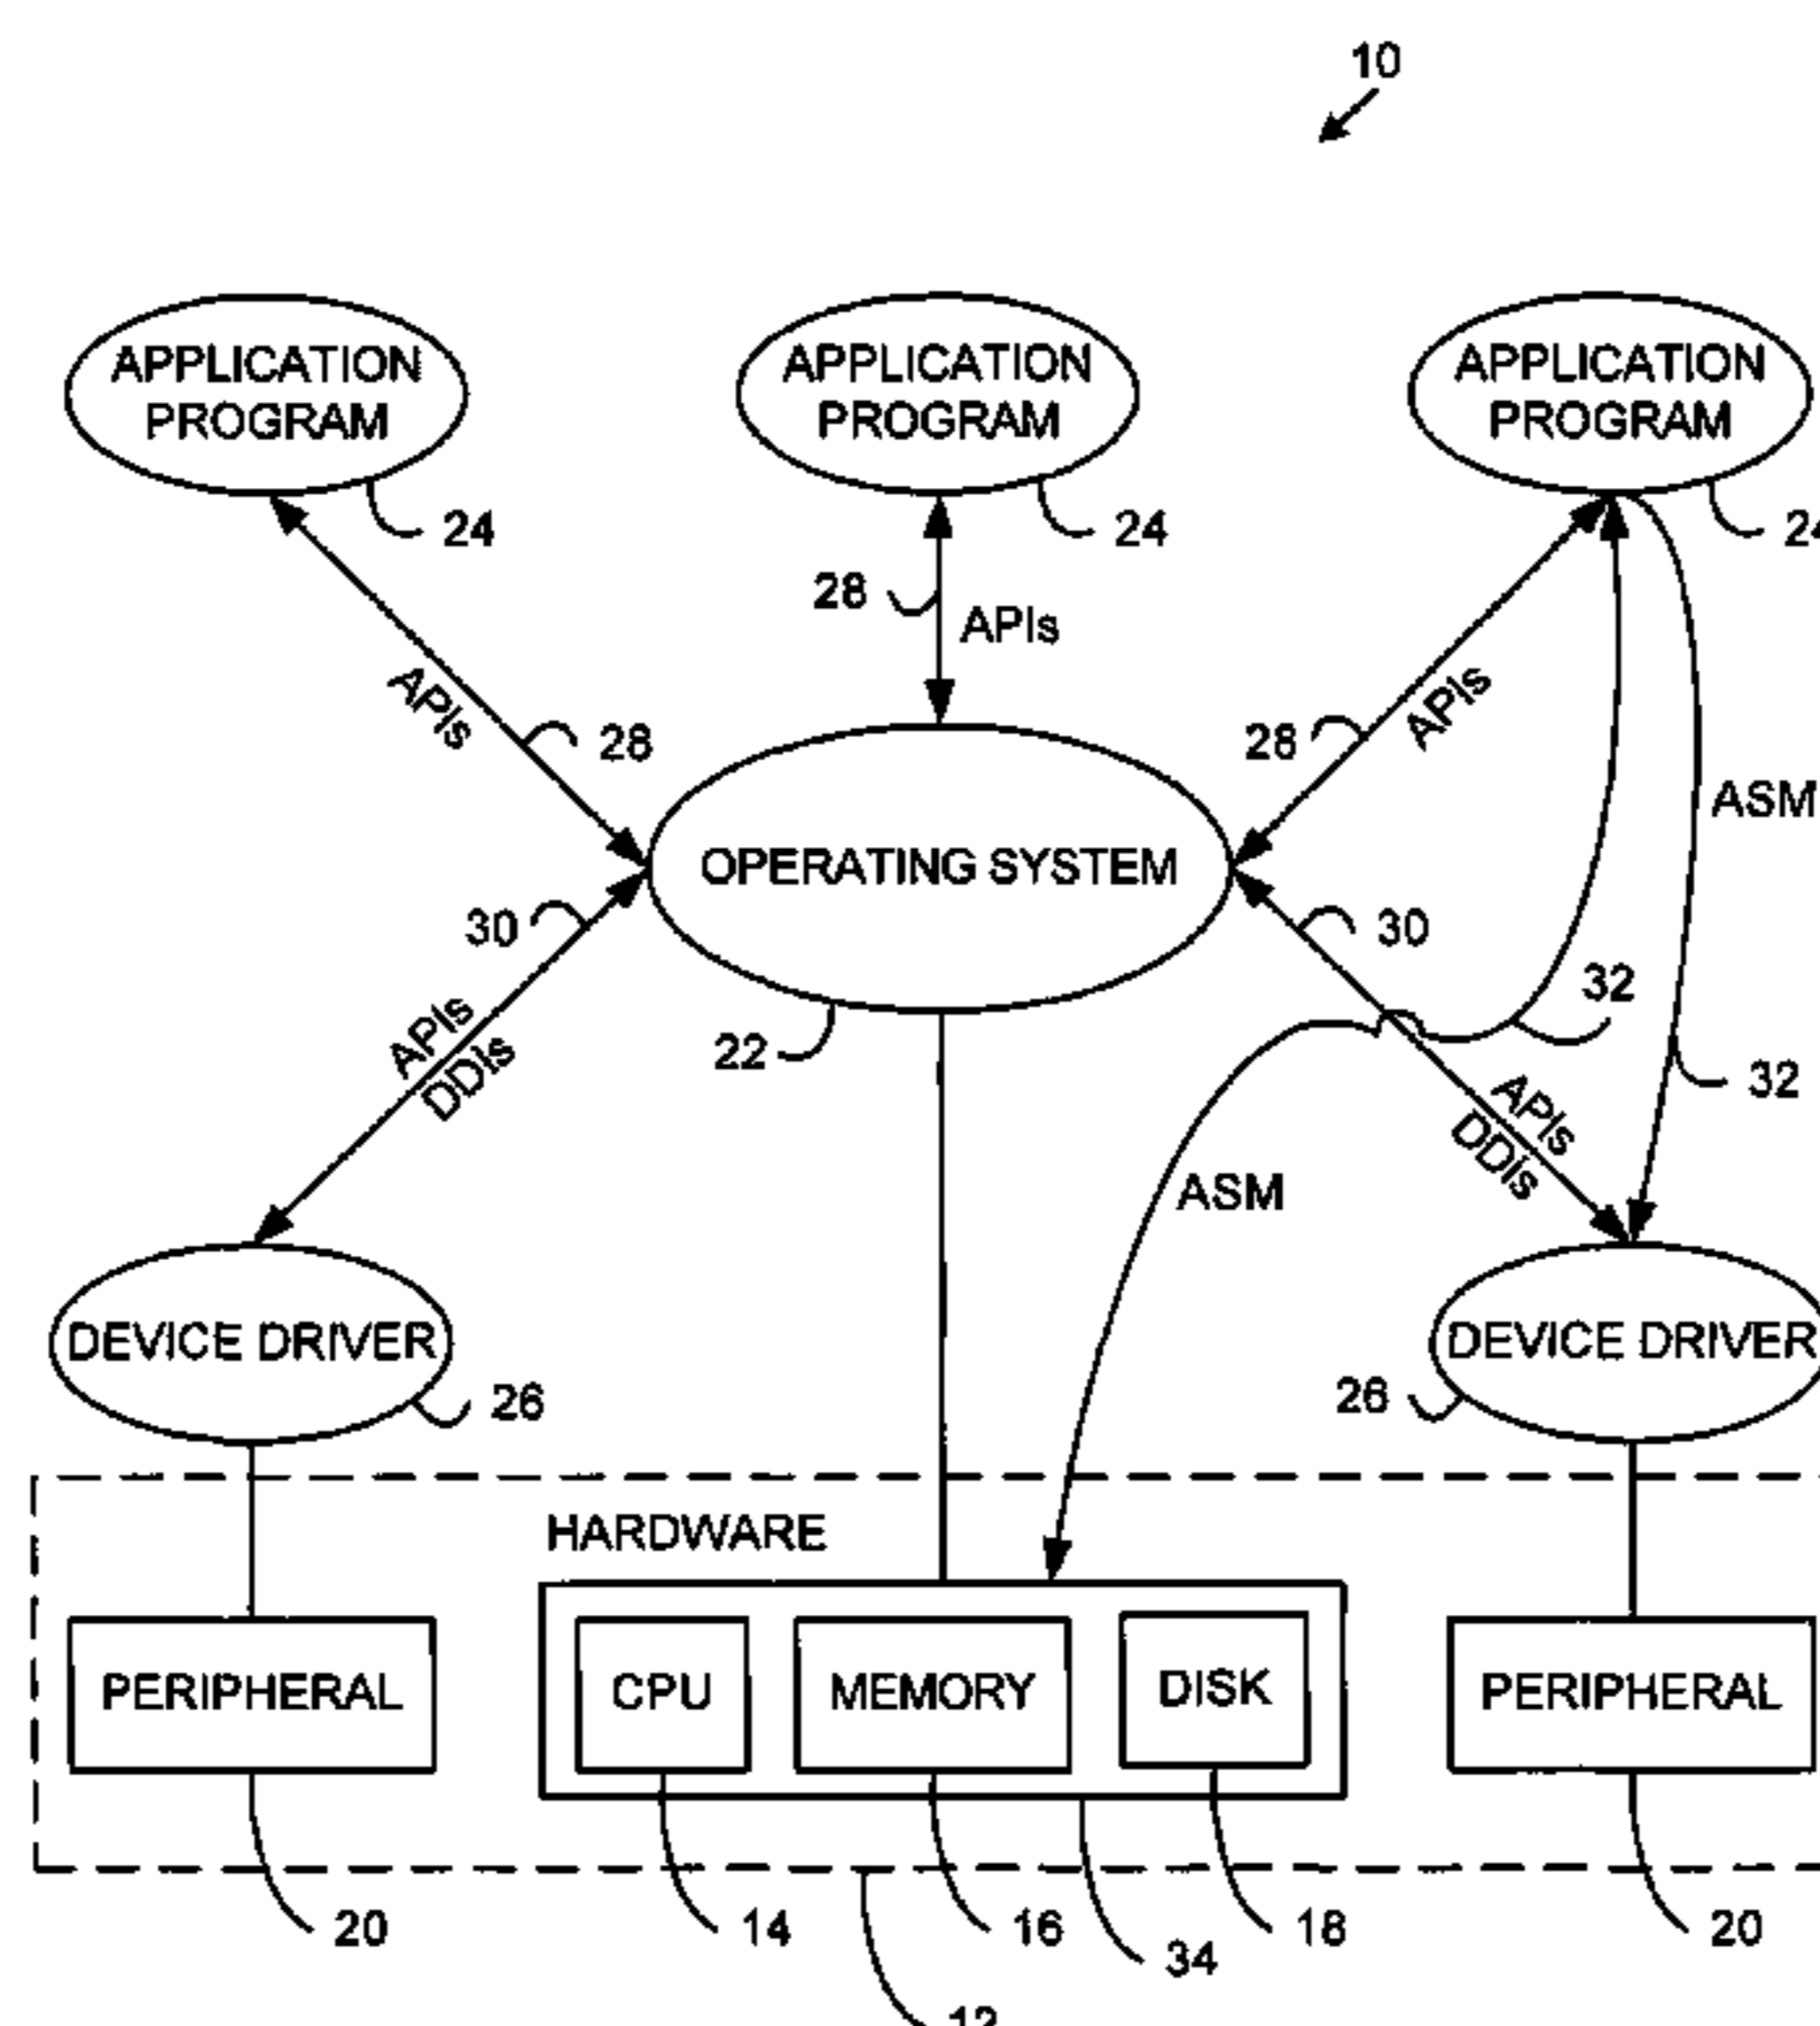 10
APPLICATION
PROGRAM
APPLICATION
PROGRAM
APPLICATION
PROGRAM
24
24
24
28
APIs
APIs
28
28
APIs
ASM
OPERATING SYSTEM
30
30
32
APIs
DDIs
22
32
APIs
DDIs
ASM
DEVICE DRIVER
DEVICE DRIVER
26
26
HARDWARE
PERIPHERAL
CPU
MEMORY
DISK
PERIPHERAL
20
14
16
18
34
20
12